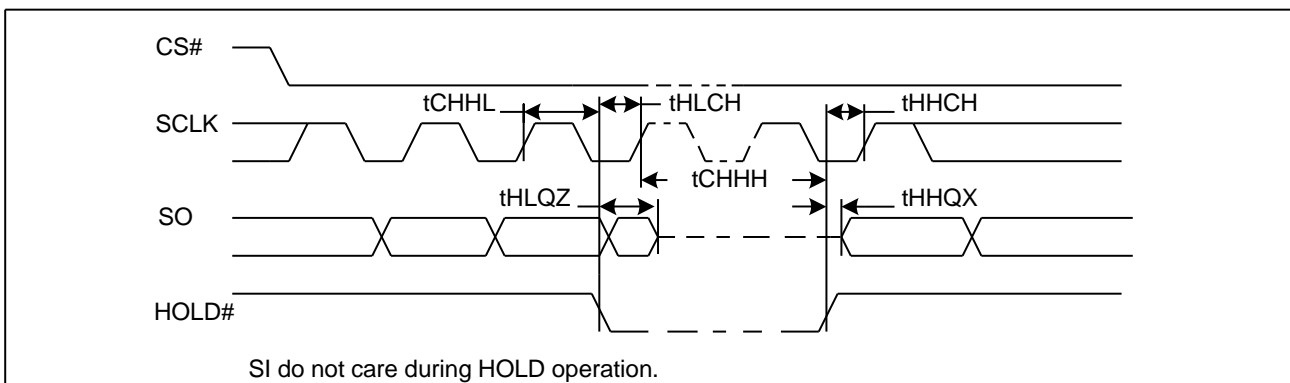 CS#
tCHHL
tHLCH
tHHCH
SCLK
tCHHH
tHLQZ
tHHQX
SO
HOLD#
SI do not care during HOLD operation.